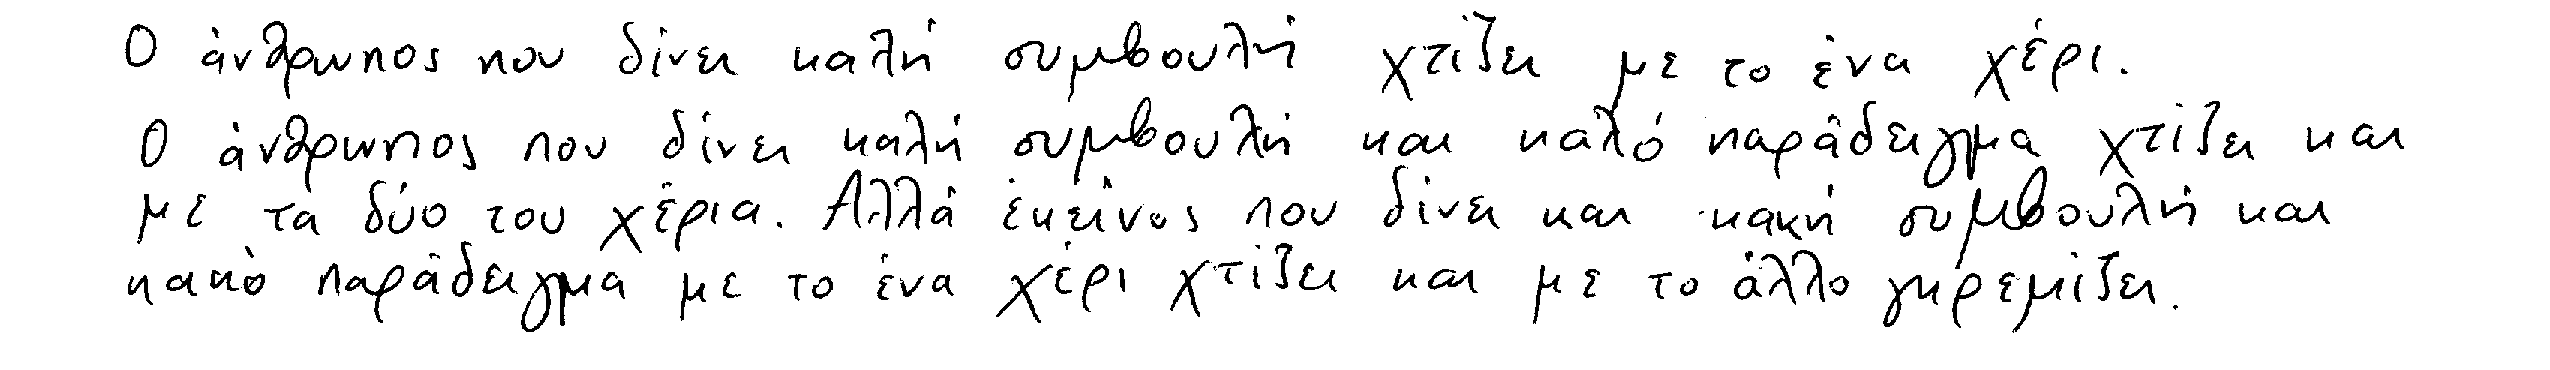 Ο άνθρωπος που δίνει καλή συμβουλή χτίζει με το ένα χέρι.
Ο άνθρωπος που δίνει καλή συμβουλή και καλό παράδειγμα χτίζει και
με τα δύο του χέρια. Αλλά εκείνος που δίνει και κακή συμβουλή και
κακό παράδειγμα με το ένα χέρι χτίζει και με το άλλο γκρεμίζει.